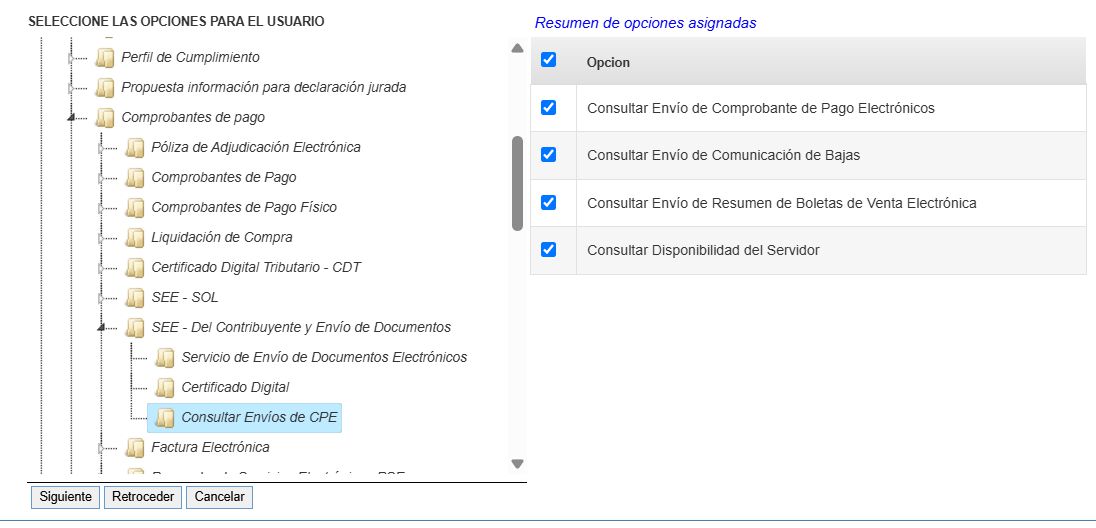 SELECCIONE LAS OPCIONES PARA EL USUARIO
Perfil de Cumplimiento
Propuesta información para declaración jurada
Comprobantes de pago
Póliza de Adjudicación Electrónica
Comprobantes de Pago
Comprobantes de Pago Físico
Liquidación de Compra
Certificado Digital Tributario - CDT
SEE - SOL
SEE - Del Contribuyente y Envío de Documentos
Servicio de Envío de Documentos Electrónicos
Certificado Digital
Consultar Envíos de CPE
Factura Electrónica
Siguiente Retroceder Cancelar
Resumen de opciones asignadas
Opcion
Consultar Envío de Comprobante de Pago Electrónicos
Consultar Envío de Comunicación de Bajas
Consultar Envío de Resumen de Boletas de Venta Electrónica
Consultar Disponibilidad del Servidor